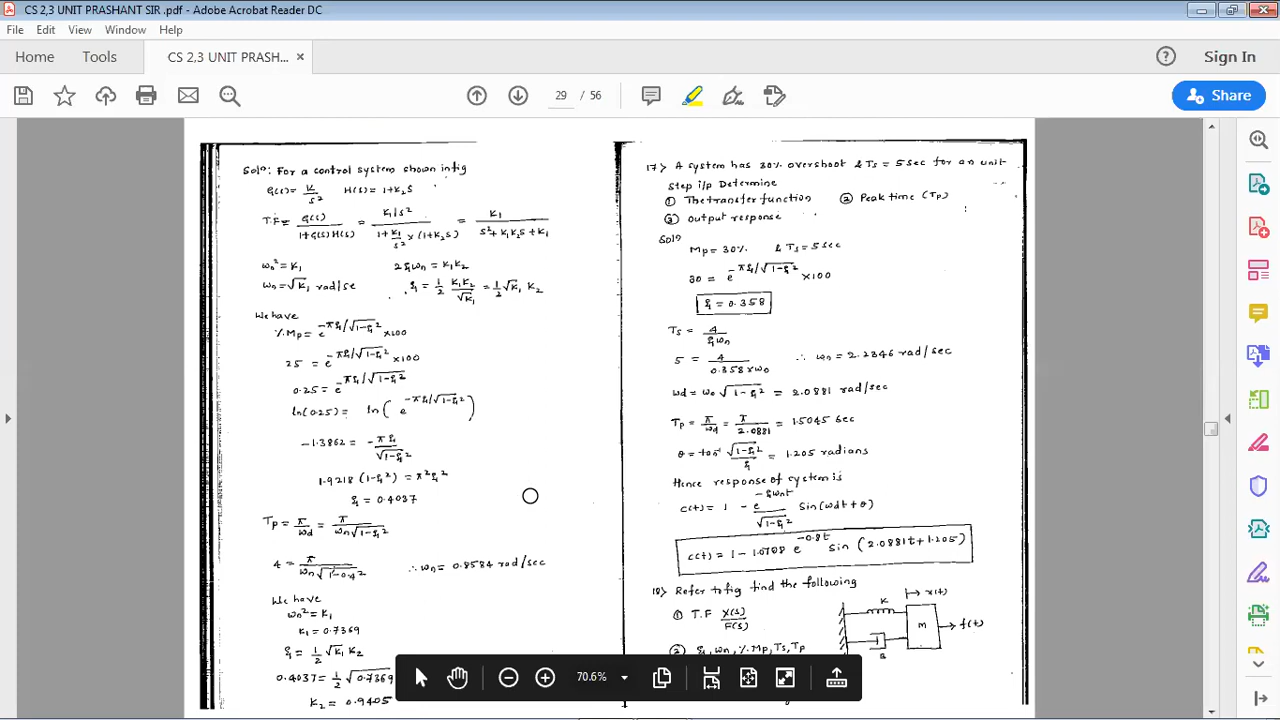 CS 2,3 UNIT PRASHANT SIR .pdf - Adobe Acrobat Reader DC
File Edit View Window Help
Home Tools CS 2,3 UNIT PRASH... × Sign In
29 / 56 Share
Soln: For a control system shown infig
G(s)= K/s² H(s)= 1+K2S
T.F= G(s)/1+G(s)H(s) = K1/s² / 1+K1/s² ×(1+K2S) = K1/s²+K1K2S+K1
ωn²=K1 2ξωn = K1K2
ωn=√K1 rad/se ξ = 1/2 K1K2/√K1 = 1/2 √K1 K2
We have
%Mp= e^-πξ/√1-ξ² ×100
25 = e^-πξ/√1-ξ² ×100
0.25= e^-πξ/√1-ξ²
ln(0.25)= ln(e^-πξ/√1-ξ²)
-1.3862= -πξ/√1-ξ²
1.9218 (1-ξ²) = π²ξ²
ξ = 0.4037
Tp= π/ωd = π/ωn√1-ξ²
4 = π/ωn√1-0.4² ∴ ωn= 0.8584 rad/sec
We have
ωn²=K1
K1= 0.7369
ξ= 1/2 √K1 K2
0.4037= 1/2 √0.7369
K2 = 0.9405
17> A system has 30% overshoot & Ts = 5sec for an unit
step i/p Determine
① The transfer function ② Peak time (Tp)
③ output response
Soln
Mp= 30% & Ts= 5sec
30 = e^-πξ/√1-ξ² ×100
ξ = 0.358
Ts = 4/ξωn
5 = 4/0.358×ωn ∴ ωn = 2.2346 rad/sec
ωd = ωn √1-ξ² = 2.0881 rad/sec
Tp = π/ωd = π/2.0881 = 1.5045 sec
θ = tan⁻ √1-ξ²/ξ = 1.205 radians
Hence response of system is
c(t) = 1 - e^-ξωnt/√1-ξ² Sin(ωdt+θ)
c(t) = 1 - 1.0708 e^-0.8t sin (2.0881t+1.205)
18> Refer to fig find the following
① T.F X(s)/F(s)
K x(t)
M f(t)
B
② ξ, ωn, %Mp, Ts, Tp
70.6%